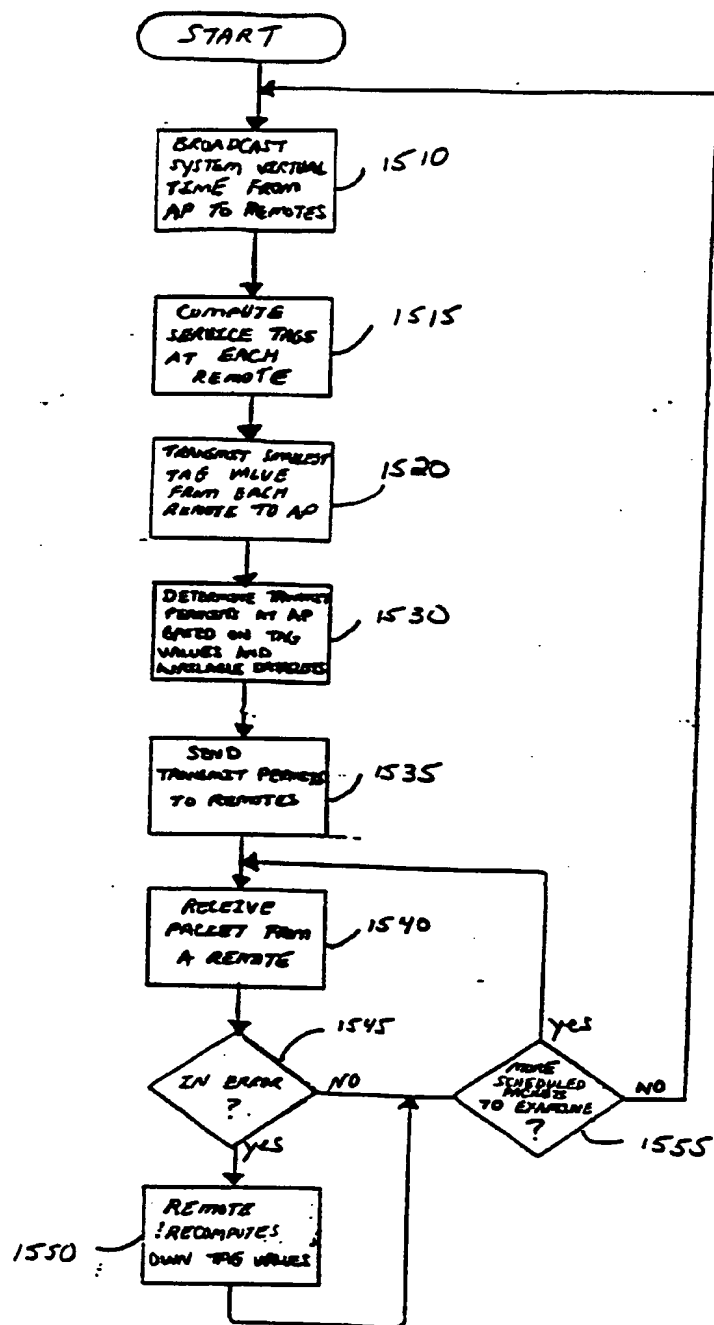 START
BROADCAST
SYSTEM VIRTUAL
TIME FROM
AP TO REMOTES
1510
COMPUTE
SERVICE TAGS
AT EACH
REMOTE
1515
TRANSMIT SMALLEST
TAG VALUE
FROM EACH
REMOTE TO AP
1520
DETERMINE TRANSMIT
PERMITS AT AP
BASED ON TAG
VALUES AND
AVAILABLE DATASLOTS
1530
SEND
TRANSMIT PERMITS
TO REMOTES
1535
RECEIVE
PACKET FROM
A REMOTE
1540
1545
IN ERROR
?
NO
yes
yes
MORE
SCHEDULED
PACKETS
TO EXAMINE
?
NO
1555
REMOTE
RECOMPUTES
OWN TAG VALUES
1550